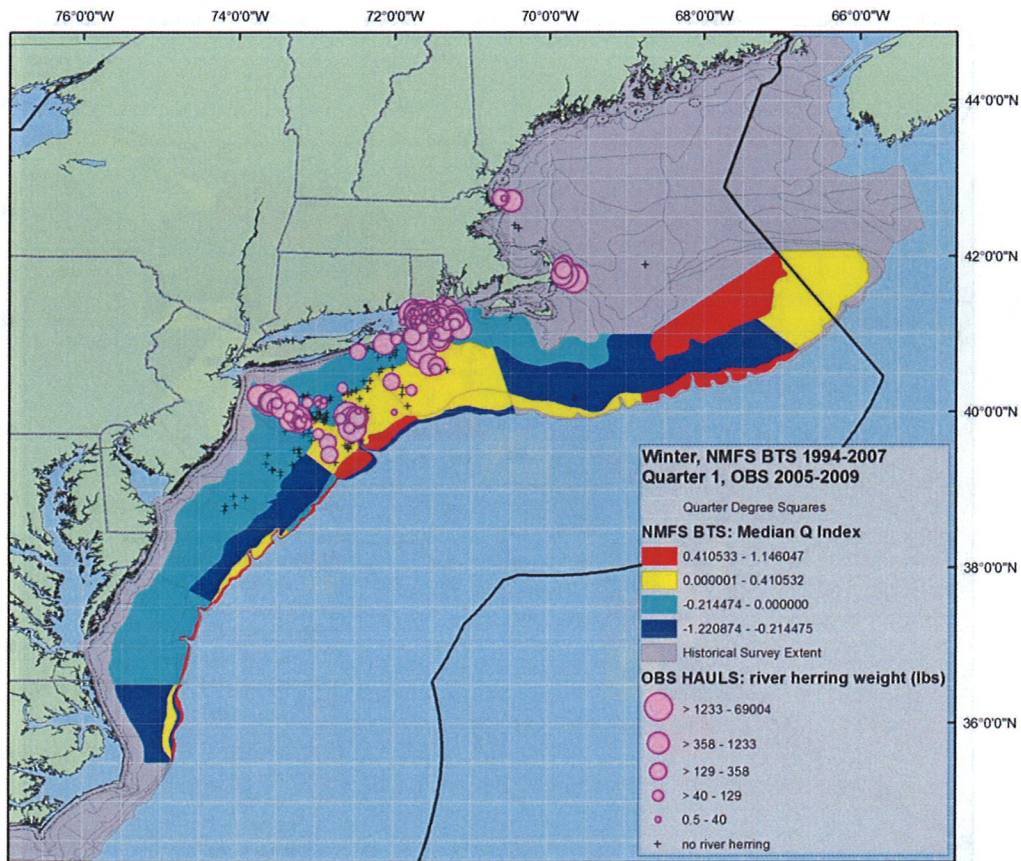 76°0'0"W 74°0'0"W 72°0'0"W 70°0'0"W 68°0'0"W 66°0'0"W
44°0'0"N
42°0'0"N
40°0'0"N
Winter, NMFS BTS 1994-2007
Quarter 1, OBS 2005-2009
Quarter Degree Squares
NMFS BTS: Median Q Index
0.410533 - 1.146047
0.000001 - 0.410532
-0.214474 - 0.000000
-1.220874 - -0.214475
Historical Survey Extent
OBS HAULS: river herring weight (lbs)
> 1233 - 69004
> 358 - 1233
> 129 - 358
> 40 - 129
0.5 - 40
no river herring
38°0'0"N
36°0'0"N